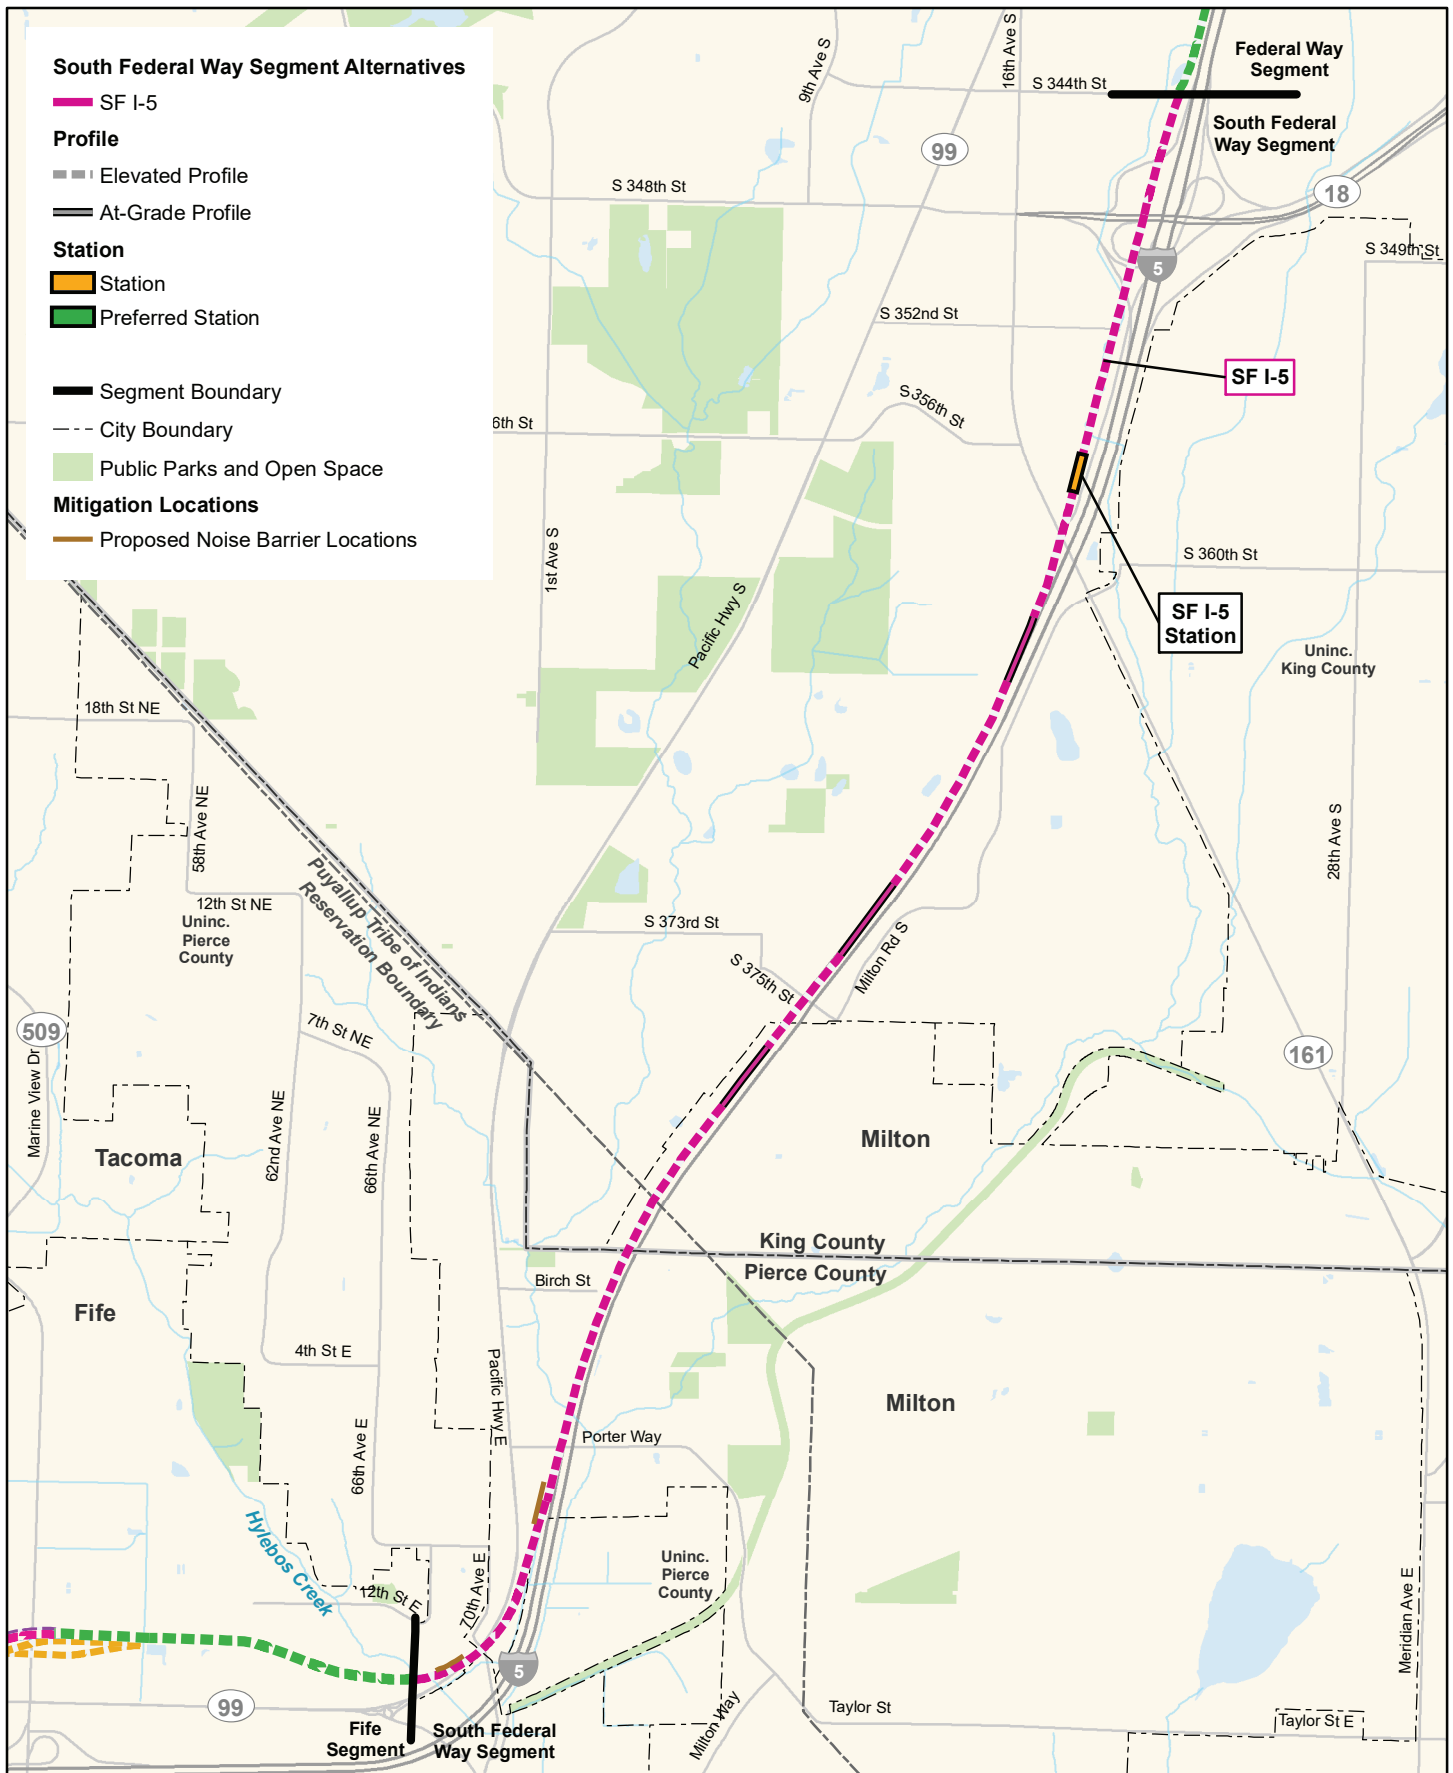 South Federal Way Segment Alternatives
SF I-5
Profile
Elevated Profile
At-Grade Profile
Station
Station
Preferred Station
Segment Boundary
City Boundary
Public Parks and Open Space
Mitigation Locations
Proposed Noise Barrier Locations
9th Ave S
16th Ave S
S 344th St
Federal Way
Segment
South Federal
Way Segment
99
18
S 348th St
S 349th St
5
S 352nd St
SF I-5
S 356th St
6th St
1st Ave S
S 360th St
SF I-5
Station
Pacific Hwy S
Uninc.
King County
18th St NE
58th Ave NE
28th Ave S
12th St NE
Uninc.
Pierce
County
Puyallup Tribe of Indians
Reservation Boundary
S 373rd St
S 375th St
Milton Rd S
509
7th St NE
161
Marine View Dr
62nd Ave NE
66th Ave NE
Tacoma
Milton
King County
Pierce County
Birch St
Fife
4th St E
Pacific Hwy E
Milton
66th Ave E
Porter Way
Hylebos Creek
12th St E
70th Ave E
Uninc.
Pierce
County
Meridian Ave E
5
99
Fife
Segment
South Federal
Way Segment
Milton Way
Taylor St
Taylor St E